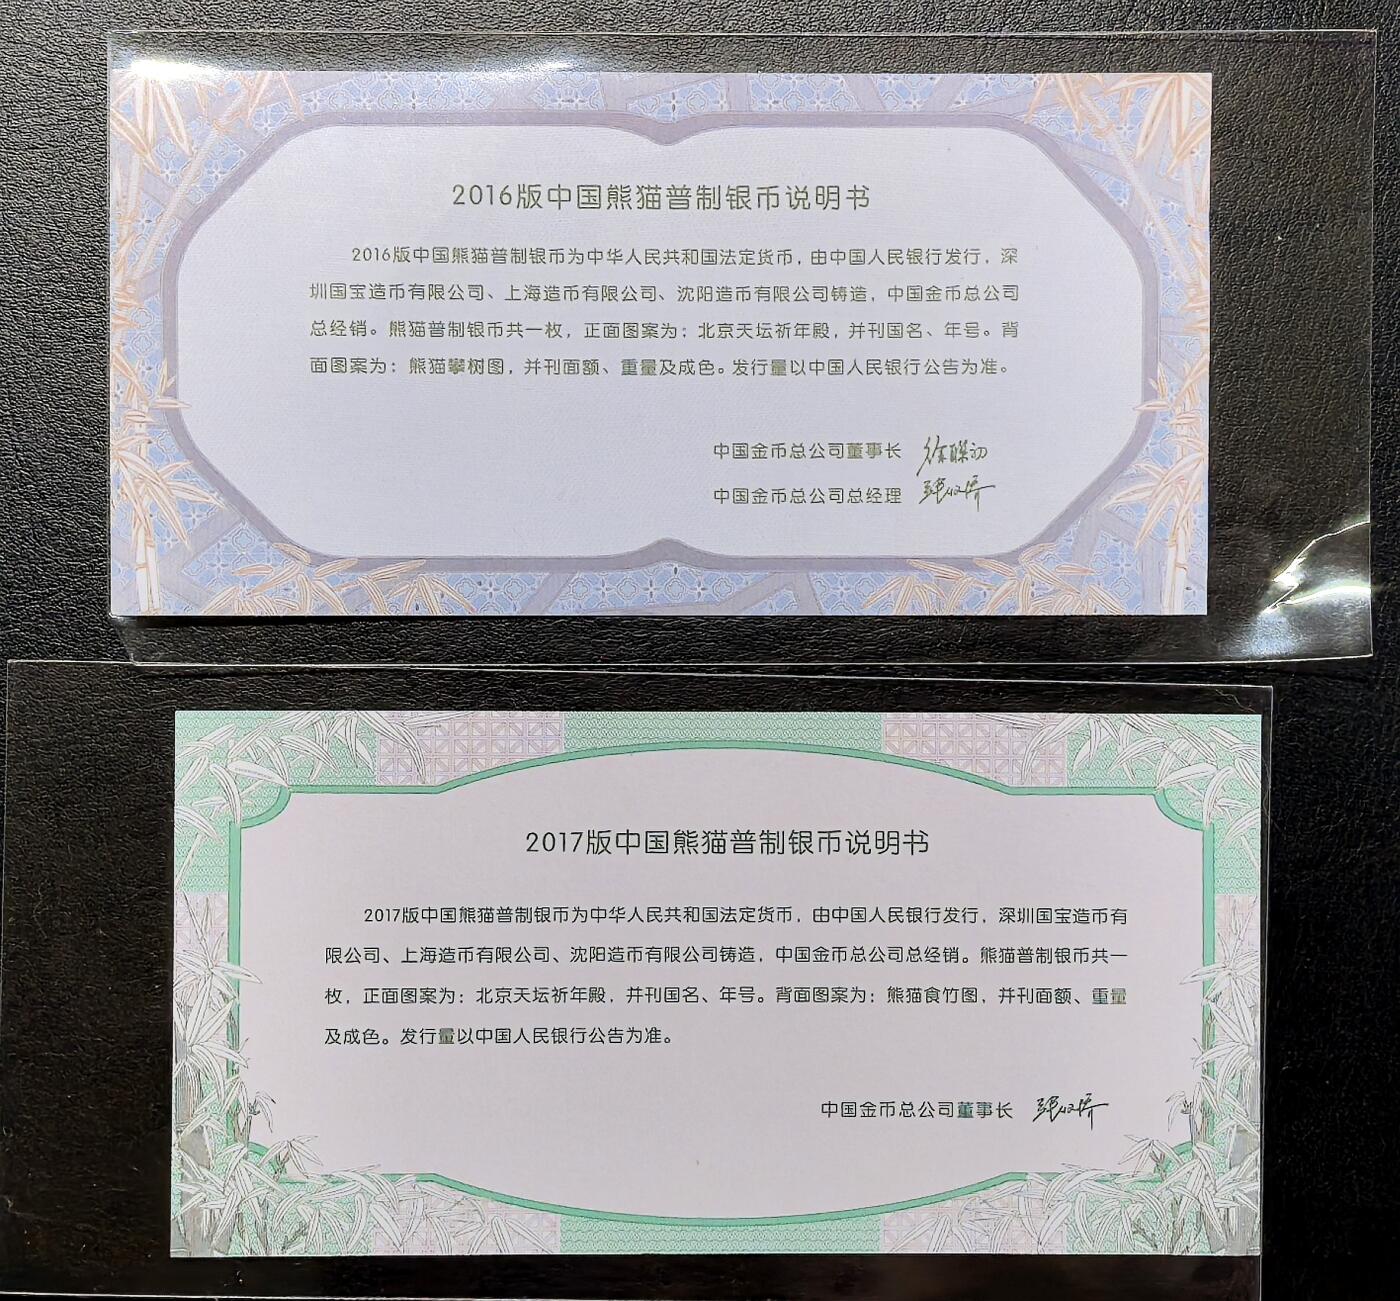 2016版中国熊猫普制银币说明书
2016版中国熊猫普制银币为中华人民共和国法定货币，由中国人民银行发行，深
圳国宝造币有限公司、上海造币有限公司、沈阳造币有限公司铸造，中国金币总公司
总经销。熊猫普制银币共一枚，正面图案为：北京天坛祈年殿，并刊国名、年号。背
面图案为：熊猫攀树图，并刊面额、重量及成色。发行量以中国人民银行公告为准。
中国金币总公司董事长
中国金币总公司总经理
2017版中国熊猫普制银币说明书
2017版中国熊猫普制银币为中华人民共和国法定货币，由中国人民银行发行，深圳国宝造币有
限公司、上海造币有限公司、沈阳造币有限公司铸造，中国金币总公司总经销。熊猫普制银币共一
枚，正面图案为：北京天坛祈年殿，并刊国名、年号。背面图案为：熊猫食竹图，并刊面额、重量
及成色。发行量以中国人民银行公告为准。
中国金币总公司董事长